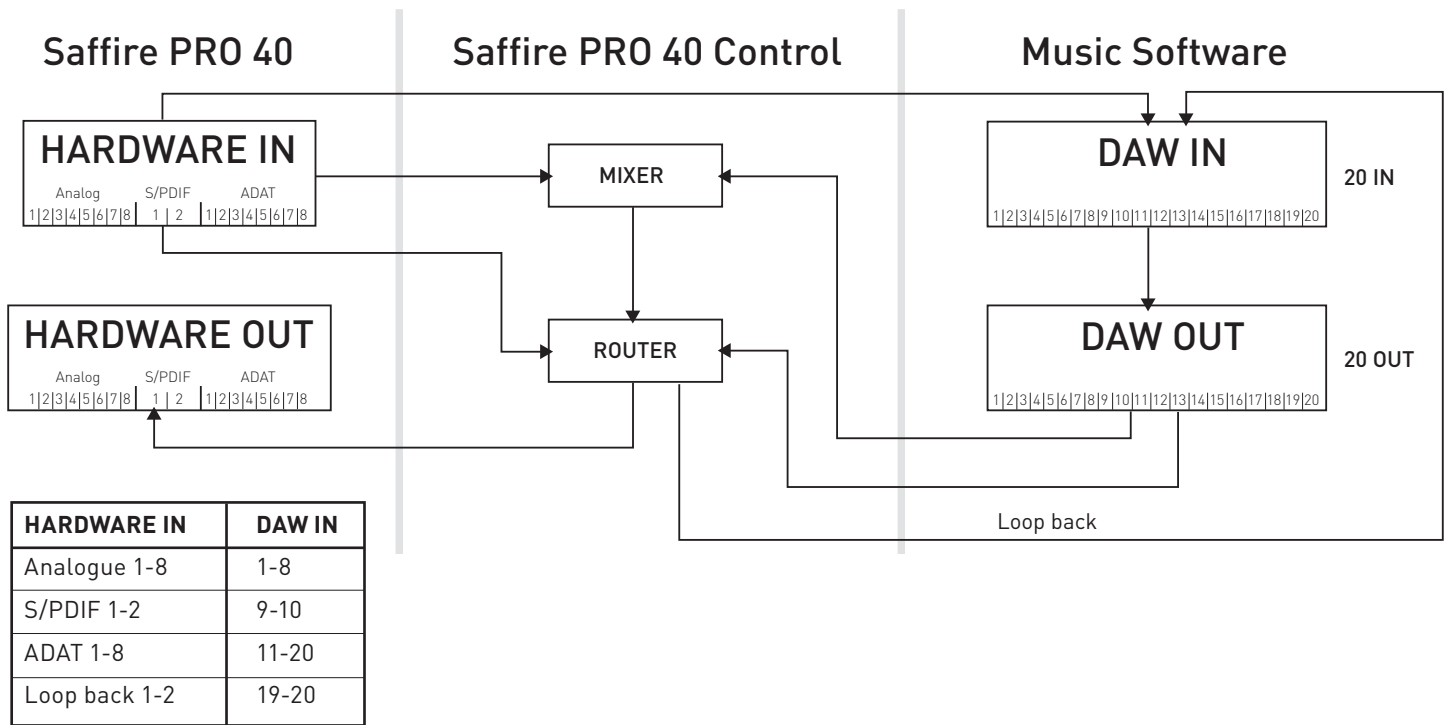 Saffire PRO 40
Saffire PRO 40 Control
Music Software
HARDWARE IN
Analog S/PDIF ADAT
1|2|3|4|5|6|7|8| 1 | 2 |1|2|3|4|5|6|7|8
MIXER
DAW IN
1|2|3|4|5|6|7|8|9|10|11|12|13|14|15|16|17|18|19|20
20 IN
HARDWARE OUT
Analog S/PDIF ADAT
1|2|3|4|5|6|7|8| 1 | 2 |1|2|3|4|5|6|7|8
ROUTER
DAW OUT
1|2|3|4|5|6|7|8|9|10|11|12|13|14|15|16|17|18|19|20
20 OUT
Loop back
HARDWARE IN DAW IN
Analogue 1-8 1-8
S/PDIF 1-2 9-10
ADAT 1-8 11-20
Loop back 1-2 19-20